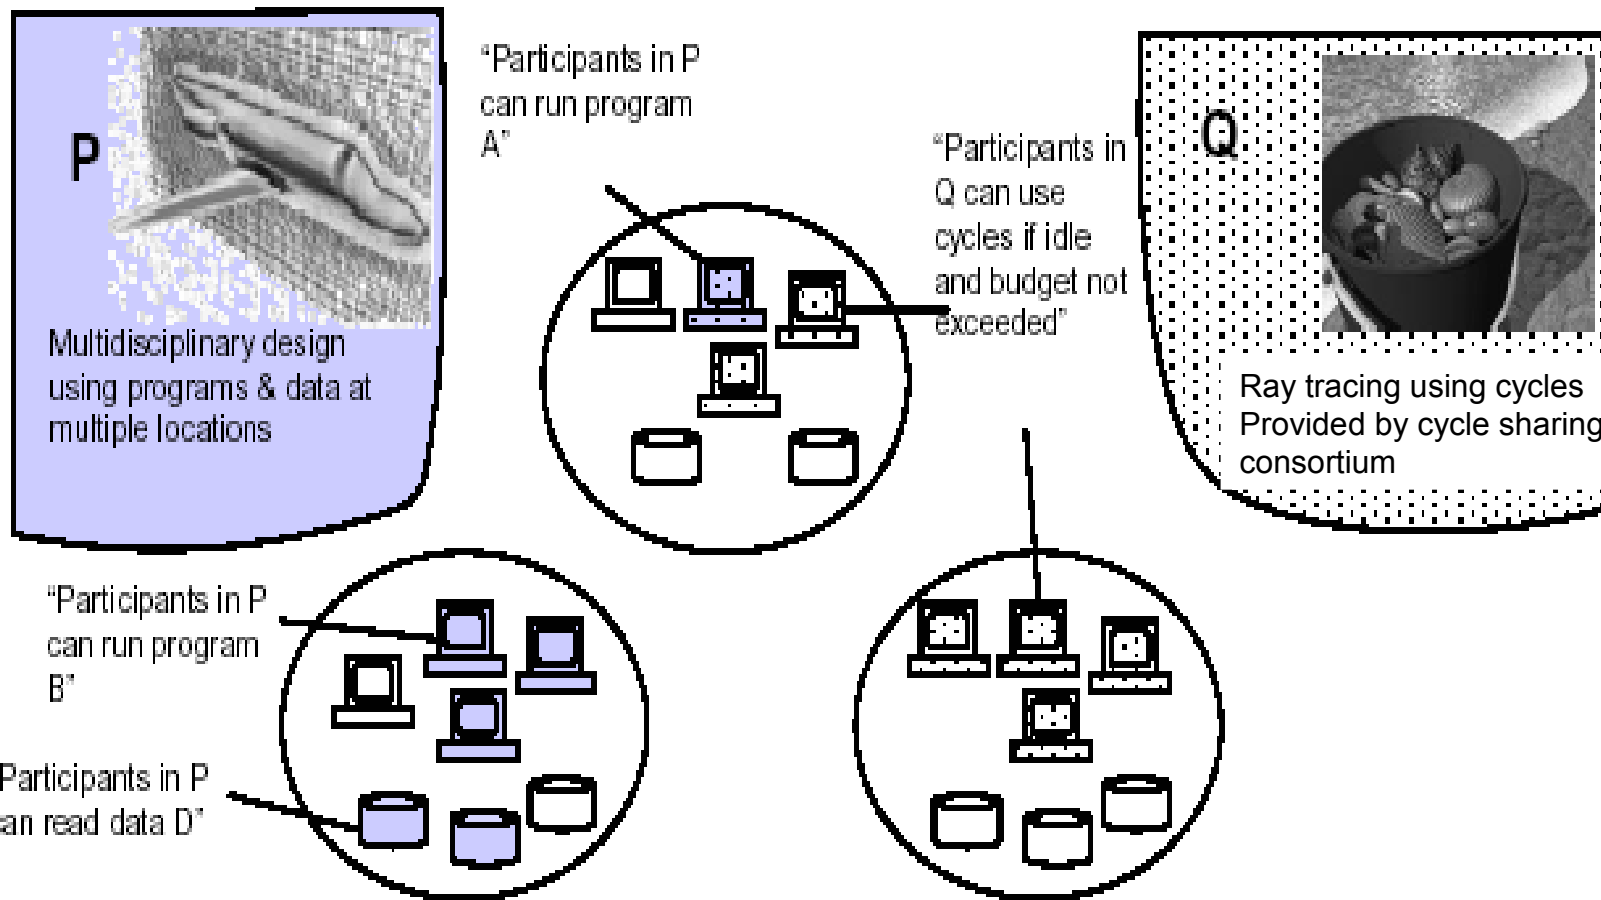 P
Multidisciplinary design
using programs & data at
multiple locations
“Participants in P
can run program
A”
“Participants in
Q can use
cycles if idle
and budget not
exceeded”
Q
Ray tracing using cycles
Provided by cycle sharing
consortium
“Participants in P
can run program
B”
Participants in P
an read data D”